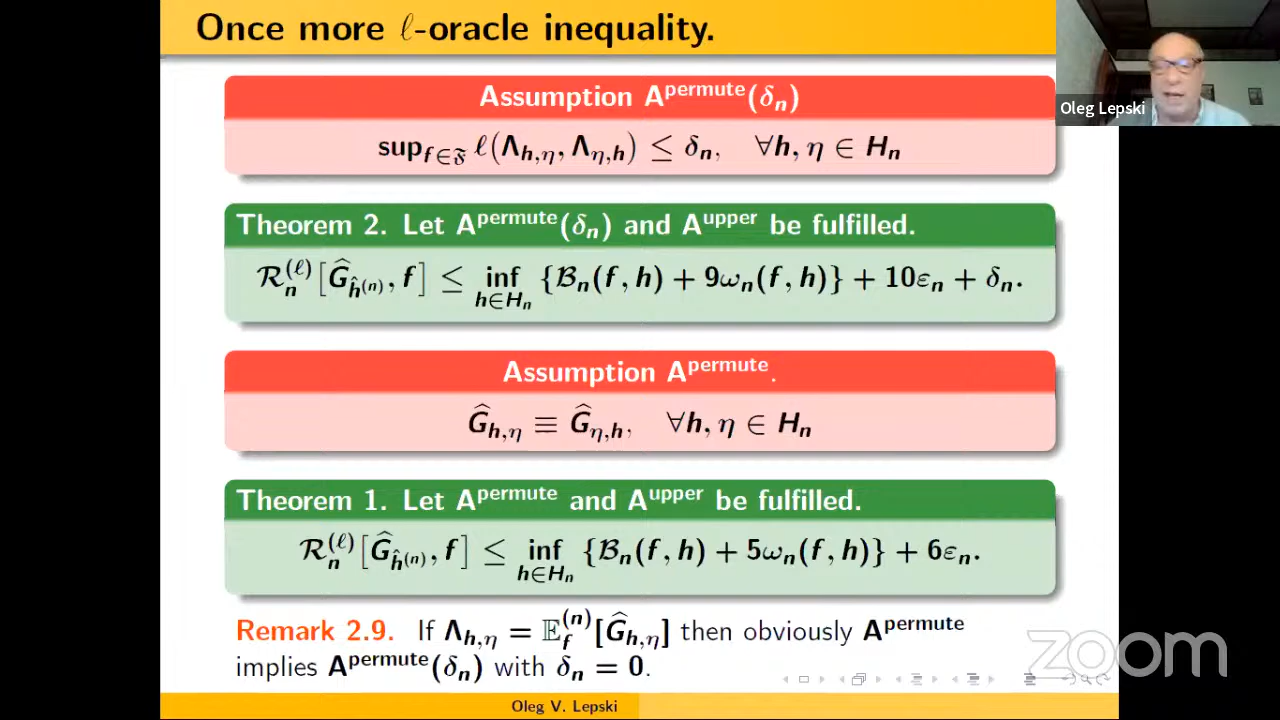 Once more ℓ-oracle inequality.
Oleg Lepski
Assumption A^permute(δ_n)
sup_{f∈𝔉} ℓ(Λ_{h,η}, Λ_{η,h}) ≤ δ_n, ∀h, η ∈ H_n
Theorem 2. Let A^permute(δ_n) and A^upper be fulfilled.
ℛ_n^{(ℓ)}[Ĝ_{ĥ^{(n)}}, f] ≤ inf_{h∈H_n} {ℬ_n(f, h) + 9ω_n(f, h)} + 10ε_n + δ_n.
Assumption A^permute.
Ĝ_{h,η} ≡ Ĝ_{η,h}, ∀h, η ∈ H_n
Theorem 1. Let A^permute and A^upper be fulfilled.
ℛ_n^{(ℓ)}[Ĝ_{ĥ^{(n)}}, f] ≤ inf_{h∈H_n} {ℬ_n(f, h) + 5ω_n(f, h)} + 6ε_n.
Remark 2.9. If Λ_{h,η} = 𝔼_f^{(n)}[Ĝ_{h,η}] then obviously A^permute
implies A^permute(δ_n) with δ_n = 0.
zoom
Oleg V. Lepski